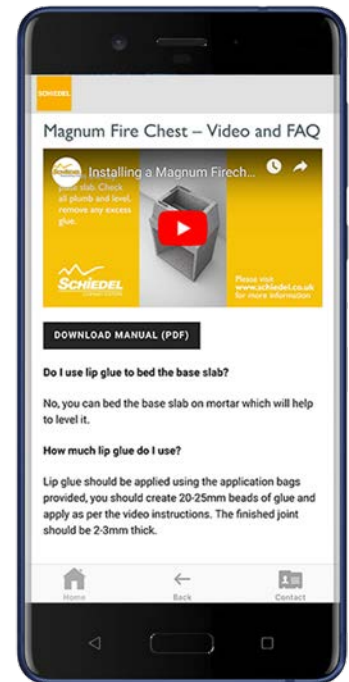 SCHIEDEL
Magnum Fire Chest – Video and FAQ
Installing a Magnum Firech...
your slab. Check
all plumb and level,
remove any excess
glue.
SCHIEDEL
Please visit
www.schiedel.co.uk
for more information
DOWNLOAD MANUAL (PDF)
Do I use lip glue to bed the base slab?
No, you can bed the base slab on mortar which will help
to level it.
How much lip glue do I use?
Lip glue should be applied using the application bags
provided, you should create 20-25mm beads of glue and
apply as per the video instructions. The finished joint
should be 2-3mm thick.
Home
Back
Contact